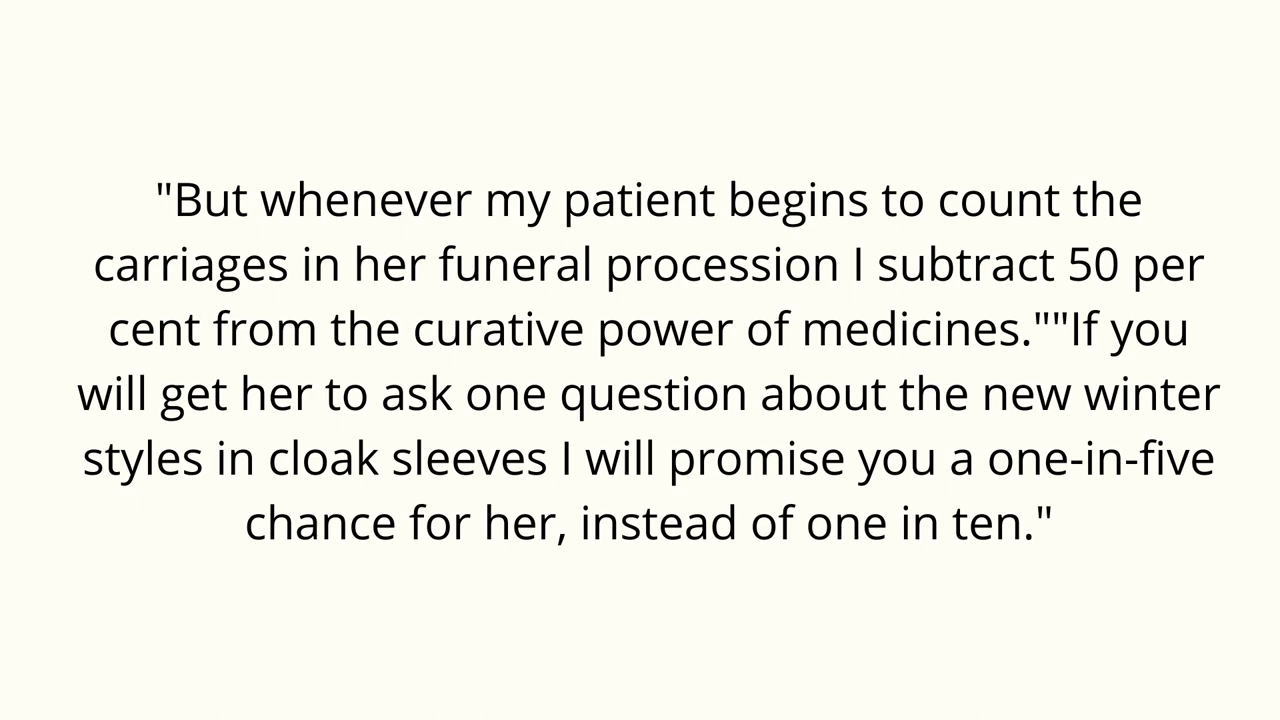 "But whenever my patient begins to count the
carriages in her funeral procession I subtract 50 per
cent from the curative power of medicines.""If you
will get her to ask one question about the new winter
styles in cloak sleeves I will promise you a one-in-five
chance for her, instead of one in ten."